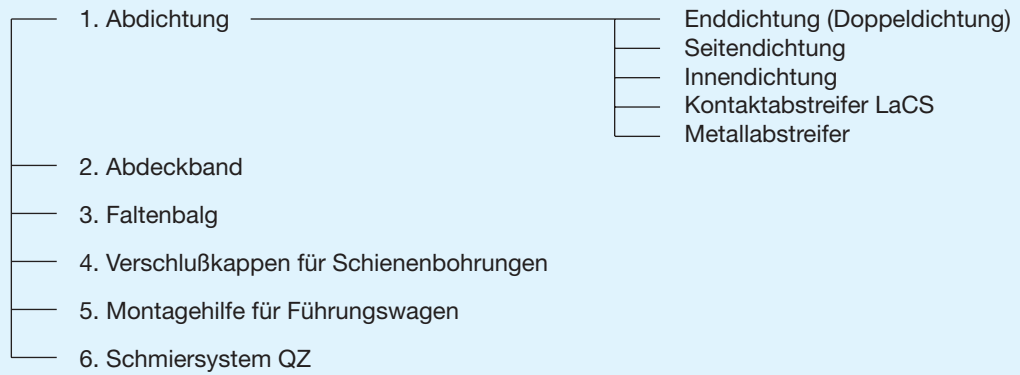 1. Abdichtung
Enddichtung (Doppeldichtung)
Seitendichtung
Innendichtung
Kontaktabstreifer LaCS
Metallabstreifer
2. Abdeckband
3. Faltenbalg
4. Verschlußkappen für Schienenbohrungen
5. Montagehilfe für Führungswagen
6. Schmiersystem QZ